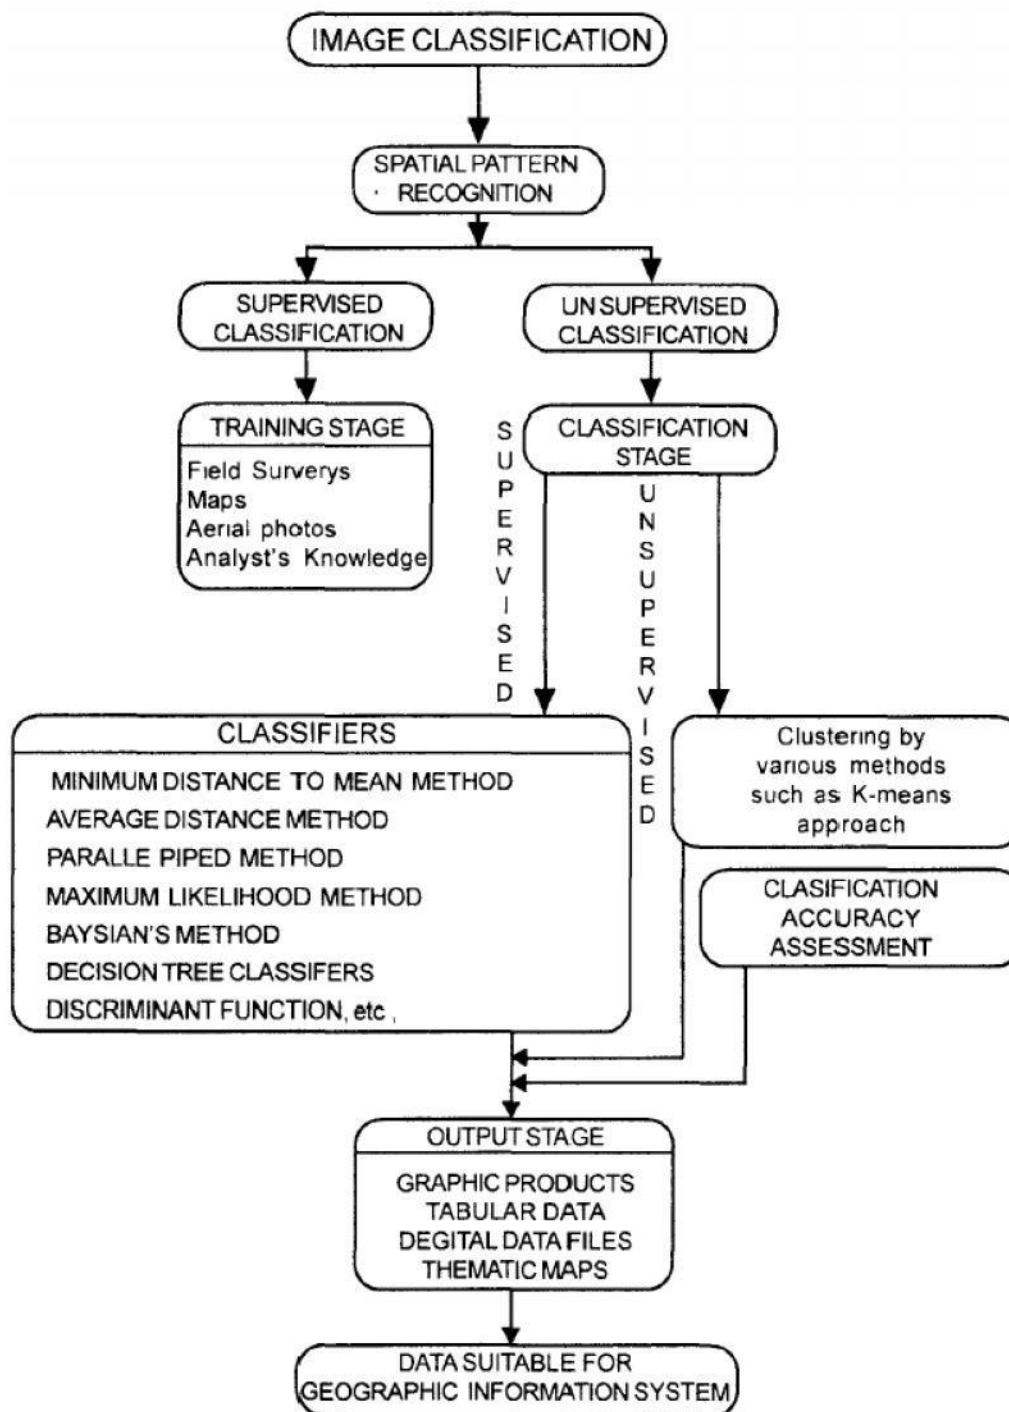 IMAGE CLASSIFICATION
SPATIAL PATTERN
RECOGNITION
SUPERVISED
CLASSIFICATION
UNSUPERVISED
CLASSIFICATION
TRAINING STAGE
Field Surverys
Maps
Aerial photos
Analyst's Knowledge
CLASSIFICATION
STAGE
SUPERVISED
UNSUPERVISED
CLASSIFIERS
MINIMUM DISTANCE TO MEAN METHOD
AVERAGE DISTANCE METHOD
PARALLE PIPED METHOD
MAXIMUM LIKELIHOOD METHOD
BAYSIAN'S METHOD
DECISION TREE CLASSIFERS
DISCRIMINANT FUNCTION, etc ,
Clustering by
various methods
such as K-means
approach
CLASIFICATION
ACCURACY
ASSESSMENT
OUTPUT STAGE
GRAPHIC PRODUCTS
TABULAR DATA
DEGITAL DATA FILES
THEMATIC MAPS
DATA SUITABLE FOR
GEOGRAPHIC INFORMATION SYSTEM